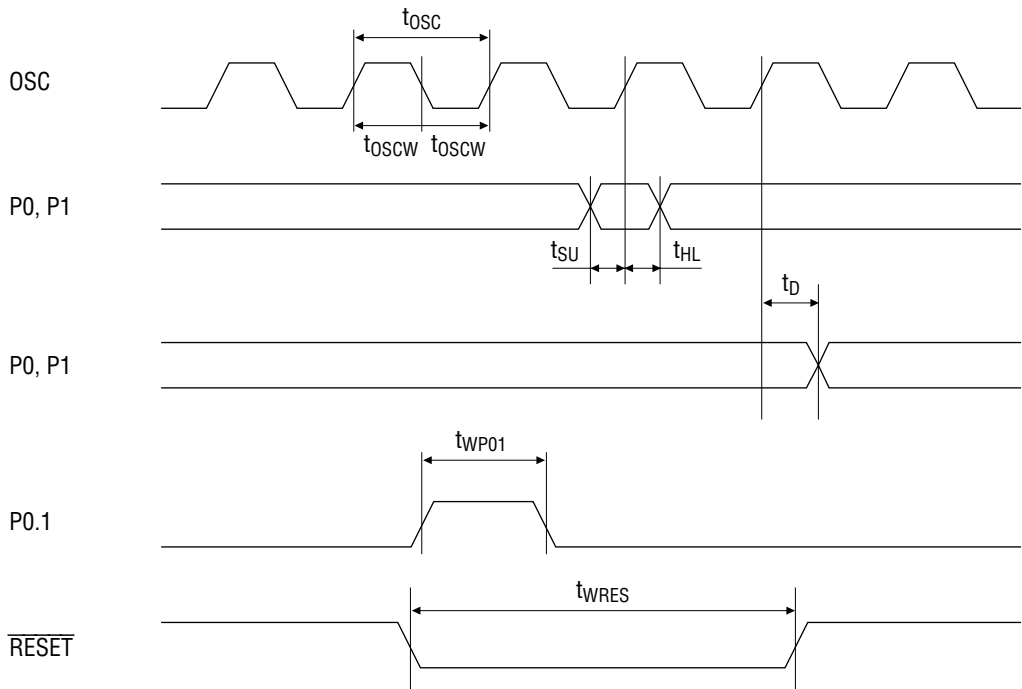 tOSC
OSC
tOSCW tOSCW
P0, P1
tSU tHL
tD
P0, P1
tWP01
P0.1
tWRES
RESET